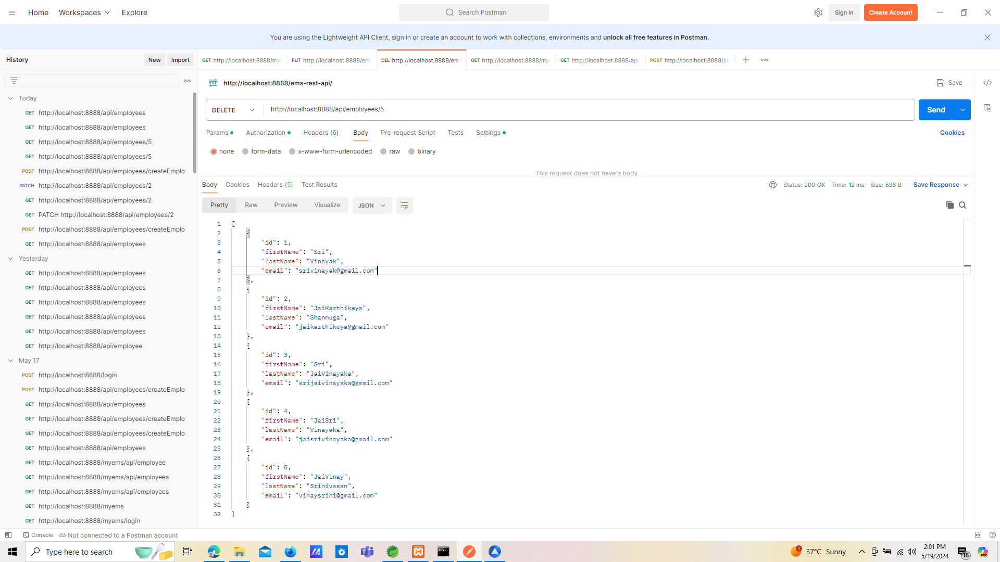 Home Workspaces Explore
Search Postman
Sign In Create Account
You are using the Lightweight API Client, sign in or create an account to work with collections, environments and unlock all free features in Postman.
History New Import
GET http://localhost:8888/my
PUT http://localhost:8888/em
DEL http://localhost:8888/em
GET http://localhost:8888/my
GET http://localhost:8888/api
POST http://localhost:8888/au
Today
GET http://localhost:8888/api/employees
GET http://localhost:8888/api/employees
GET http://localhost:8888/api/employees/5
GET http://localhost:8888/api/employees/5
POST http://localhost:8888/api/employees/createEmplo
PATCH http://localhost:8888/api/employees/2
GET http://localhost:8888/api/employees/2
GET PATCH http://localhost:8888/api/employees/2
POST http://localhost:8888/api/employees/createEmplo
GET http://localhost:8888/api/employees
Yesterday
GET http://localhost:8888/api/employees
GET http://localhost:8888/api/employees
GET http://localhost:8888/api/employees
GET http://localhost:8888/api/employees
GET http://localhost:8888/api/employees
GET http://localhost:8888/api/employee
May 17
POST http://localhost:8888/login
POST http://localhost:8888/api/employees/createEmplo
GET http://localhost:8888/api/employees
GET http://localhost:8888/api/employees/createEmplo
GET http://localhost:8888/api/employees/createEmplo
GET http://localhost:8888/api/employees
GET http://localhost:8888/myems/api/employee
GET http://localhost:8888/myems/api/employees
GET http://localhost:8888/myems/api/employees
GET http://localhost:8888/myems
GET http://localhost:8888/myems/login
HTTP http://localhost:8888/ems-rest-api/
Save
DELETE http://localhost:8888/api/employees/5
Send
Params Authorization Headers (6) Body Pre-request Script Tests Settings
Cookies
none form-data x-www-form-urlencoded raw binary
This request does not have a body
Body Cookies Headers (5) Test Results
Status: 200 OK Time: 12 ms Size: 598 B Save Response
Pretty Raw Preview Visualize JSON
1 [
2 {
3 "id": 1,
4 "firstName": "Sri",
5 "lastName": "Vinayak",
6 "email": "srivinayak@gmail.com"
7 },
8 {
9 "id": 2,
10 "firstName": "JaiKarthikeya",
11 "lastName": "Shanmuga",
12 "email": "jaikarthikeya@gmail.com"
13 },
14 {
15 "id": 3,
16 "firstName": "Sri",
17 "lastName": "JaiVinayaka",
18 "email": "srijaivinayaka@gmail.com"
19 },
20 {
21 "id": 4,
22 "firstName": "JaiSri",
23 "lastName": "Vinayaka",
24 "email": "jaisrivinayaka@gmail.com"
25 },
26 {
27 "id": 5,
28 "firstName": "JaiVinay",
29 "lastName": "Srinivasan",
30 "email": "vinaysrini@gmail.com"
31 }
32 ]
Console Not connected to a Postman account
Type here to search
1 37°C Sunny
2:01 PM
5/19/2024
18
PRE